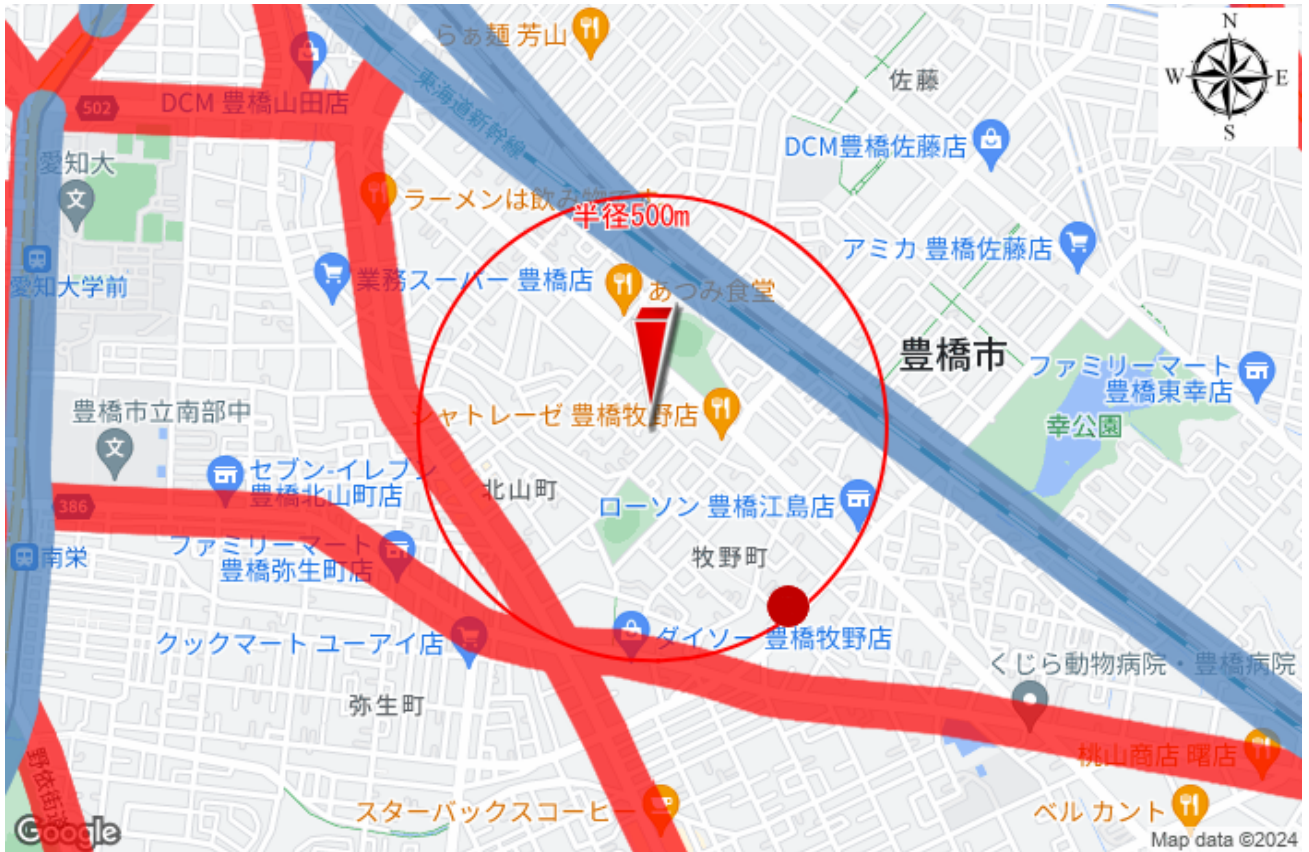 らあ麺 芳山
N
W
E
S
佐藤
502
DCM 豊橋山田店
東海道新幹線
DCM豊橋佐藤店
愛知大
ラーメンは飲み物です
半径500m
アミカ 豊橋佐藤店
愛知大学前
業務スーパー 豊橋店
あつみ食堂
豊橋市
ファミリーマート
豊橋東幸店
豊橋市立南部中
シャトレーゼ 豊橋牧野店
幸公園
セブン-イレブン
豊橋北山町店
北山町
ローソン 豊橋江島店
386
ファミリーマート
豊橋弥生町店
南栄
牧野町
クックマート ユーアイ店
ダイソー 豊橋牧野店
くじら動物病院・豊橋病院
弥生町
野依街道
桃山商店 曙店
スターバックスコーヒー
ベル カント
Google
Map data ©2024